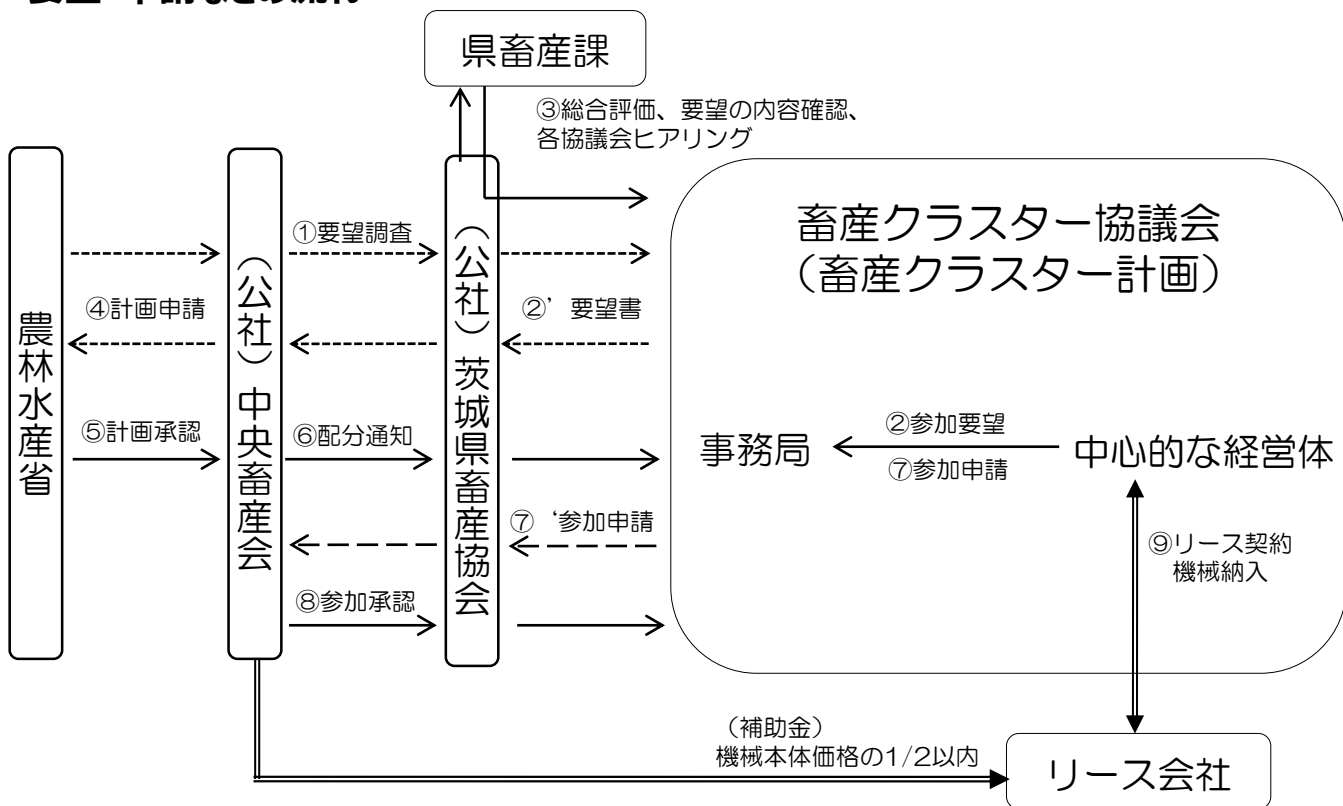 県畜産課
③総合評価、要望の内容確認、
各協議会ヒアリング
農林水産省
（公社）中央畜産会
（公社）茨城県畜産協会
畜産クラスター協議会
（畜産クラスター計画）
①要望調査
④計画申請
②’要望書
⑤計画承認
⑥配分通知
事務局
②参加要望
⑦参加申請
中心的な経営体
⑦‘参加申請
⑧参加承認
⑨リース契約
機械納入
（補助金）
機械本体価格の1/2以内
リース会社